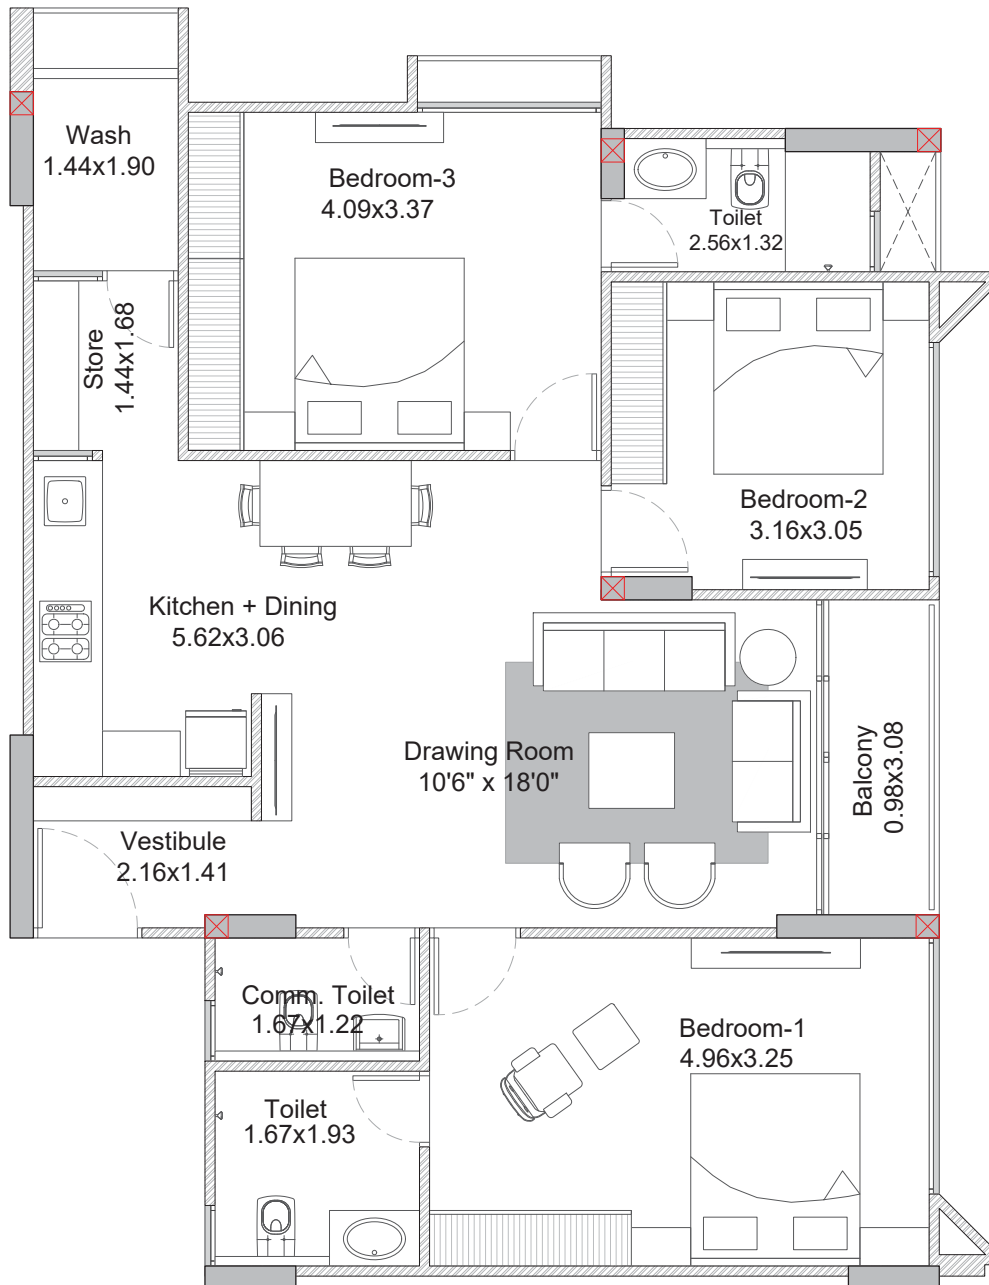 Wash
1.44x1.90
Bedroom-3
4.09x3.37
Toilet
2.56x1.32
Store
1.44x1.68
Bedroom-2
3.16x3.05
Kitchen + Dining
5.62x3.06
Drawing Room
10'6" x 18'0"
Balcony
0.98x3.08
Vestibule
2.16x1.41
Comm. Toilet
1.67x1.22
Bedroom-1
4.96x3.25
Toilet
1.67x1.93